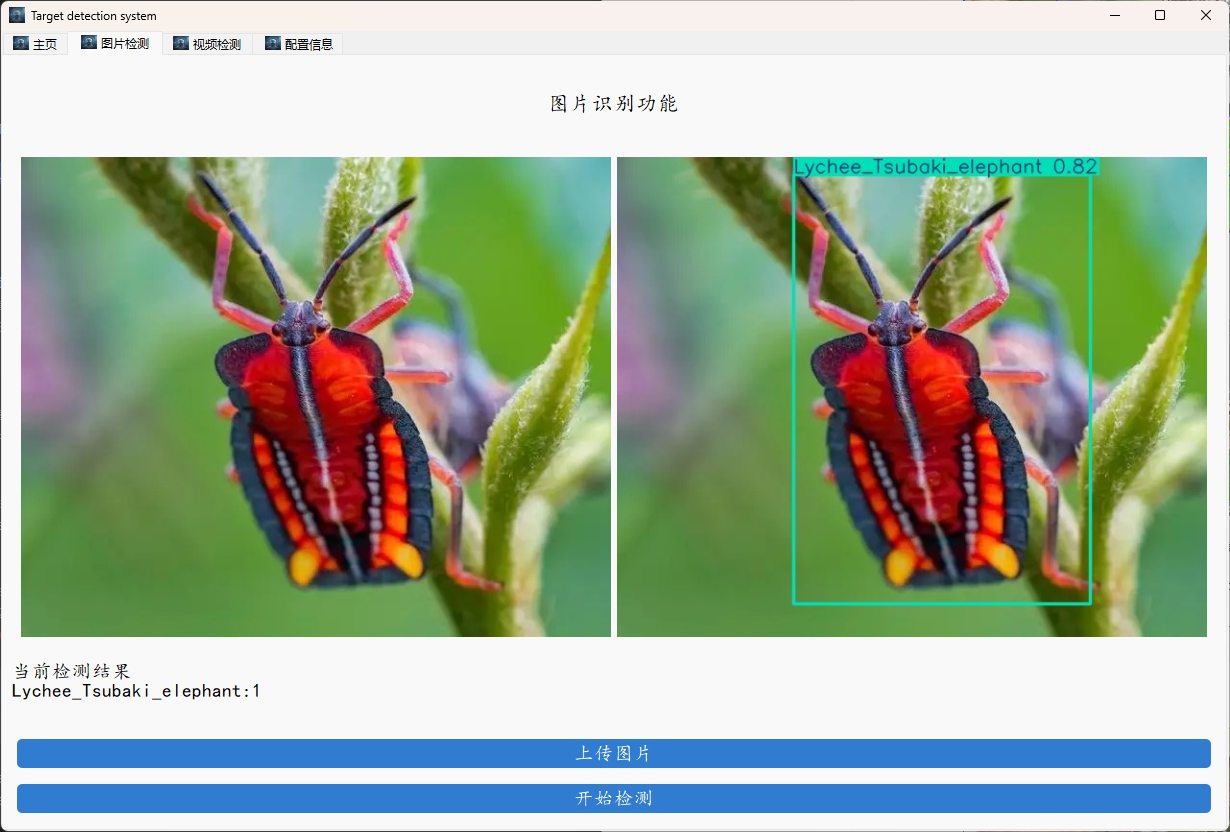 Target detection system
主页
图片检测
视频检测
配置信息
图片识别功能
Lychee_Tsubaki_elephant 0.82
当前检测结果
Lychee_Tsubaki_elephant:1
上传图片
开始检测